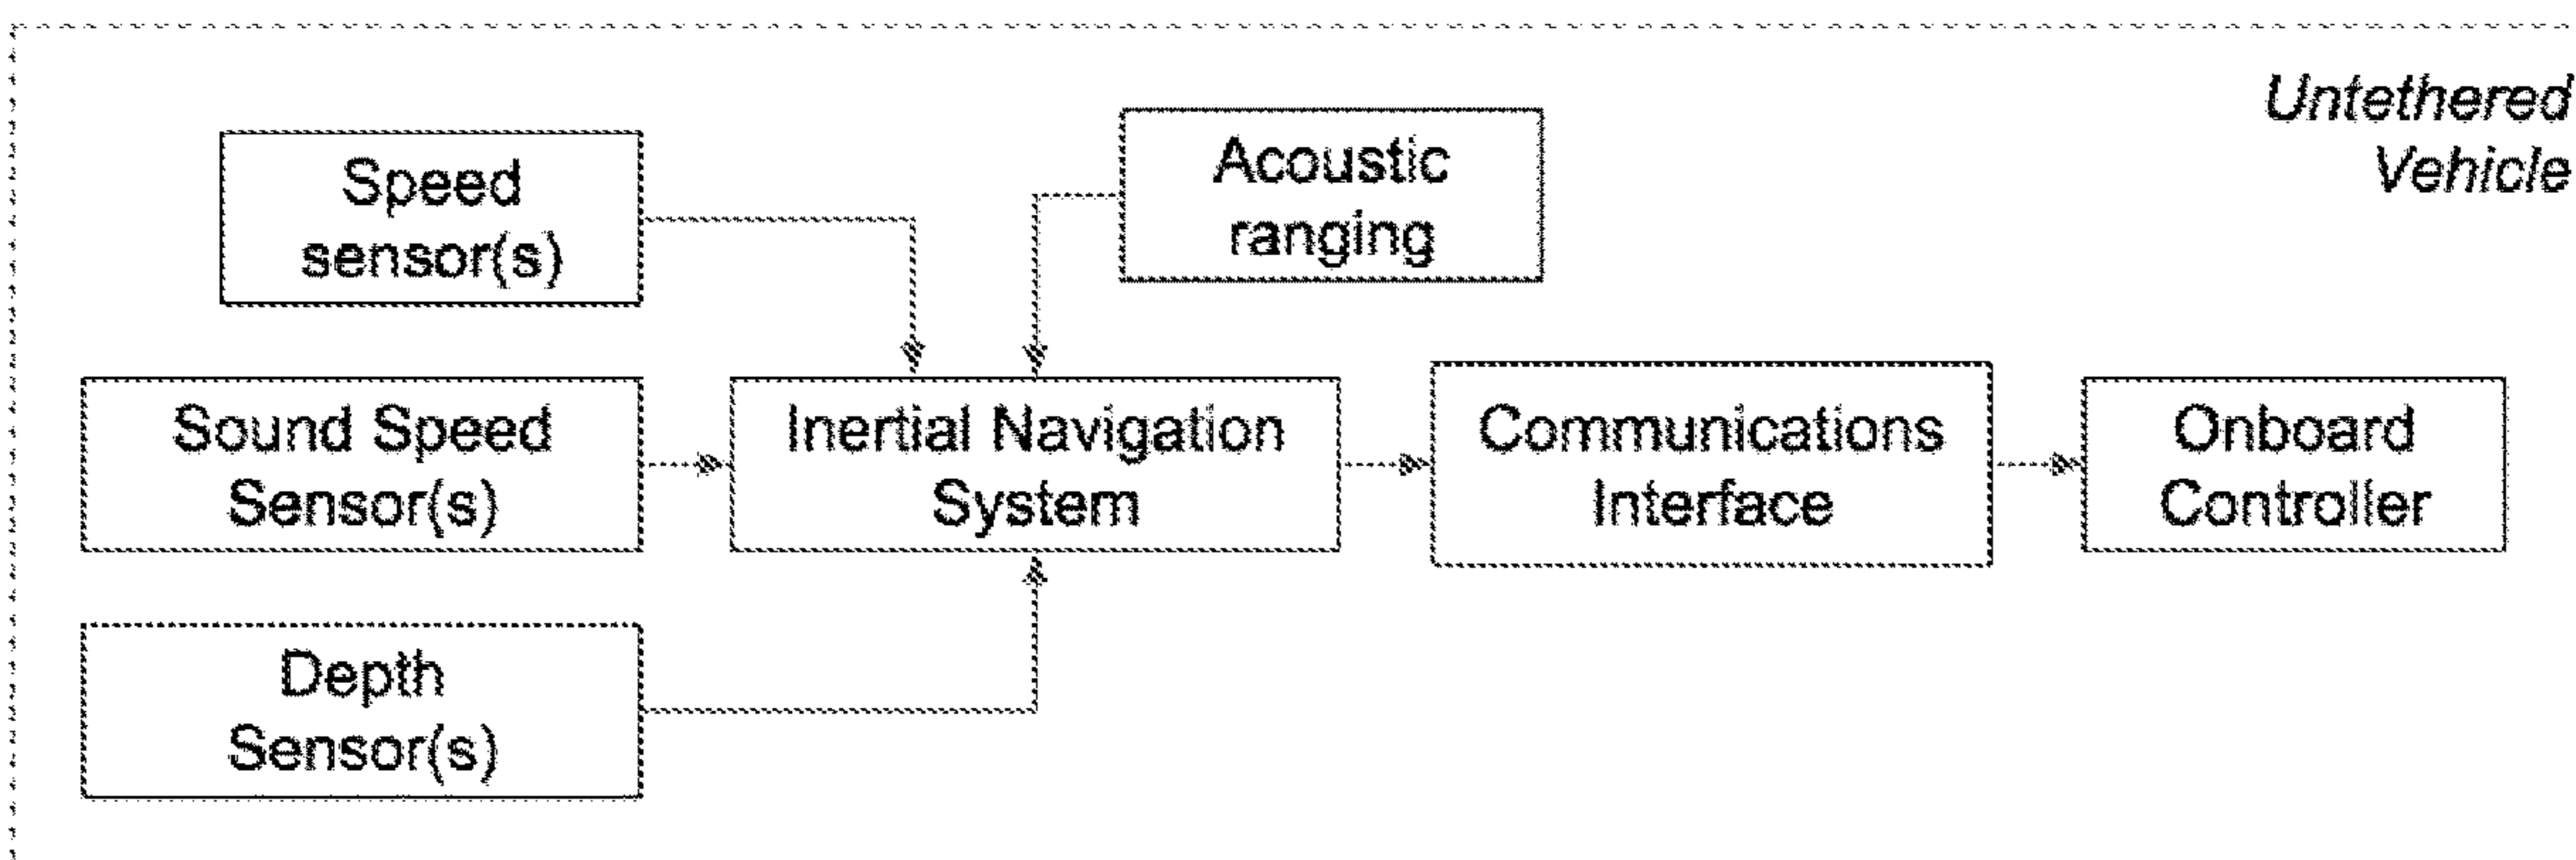 Untethered
Vehicle
Speed
sensor(s)
Acoustic
ranging
Sound Speed
Sensor(s)
Inertial Navigation
System
Communications
Interface
Onboard
Controller
Depth
Sensor(s)